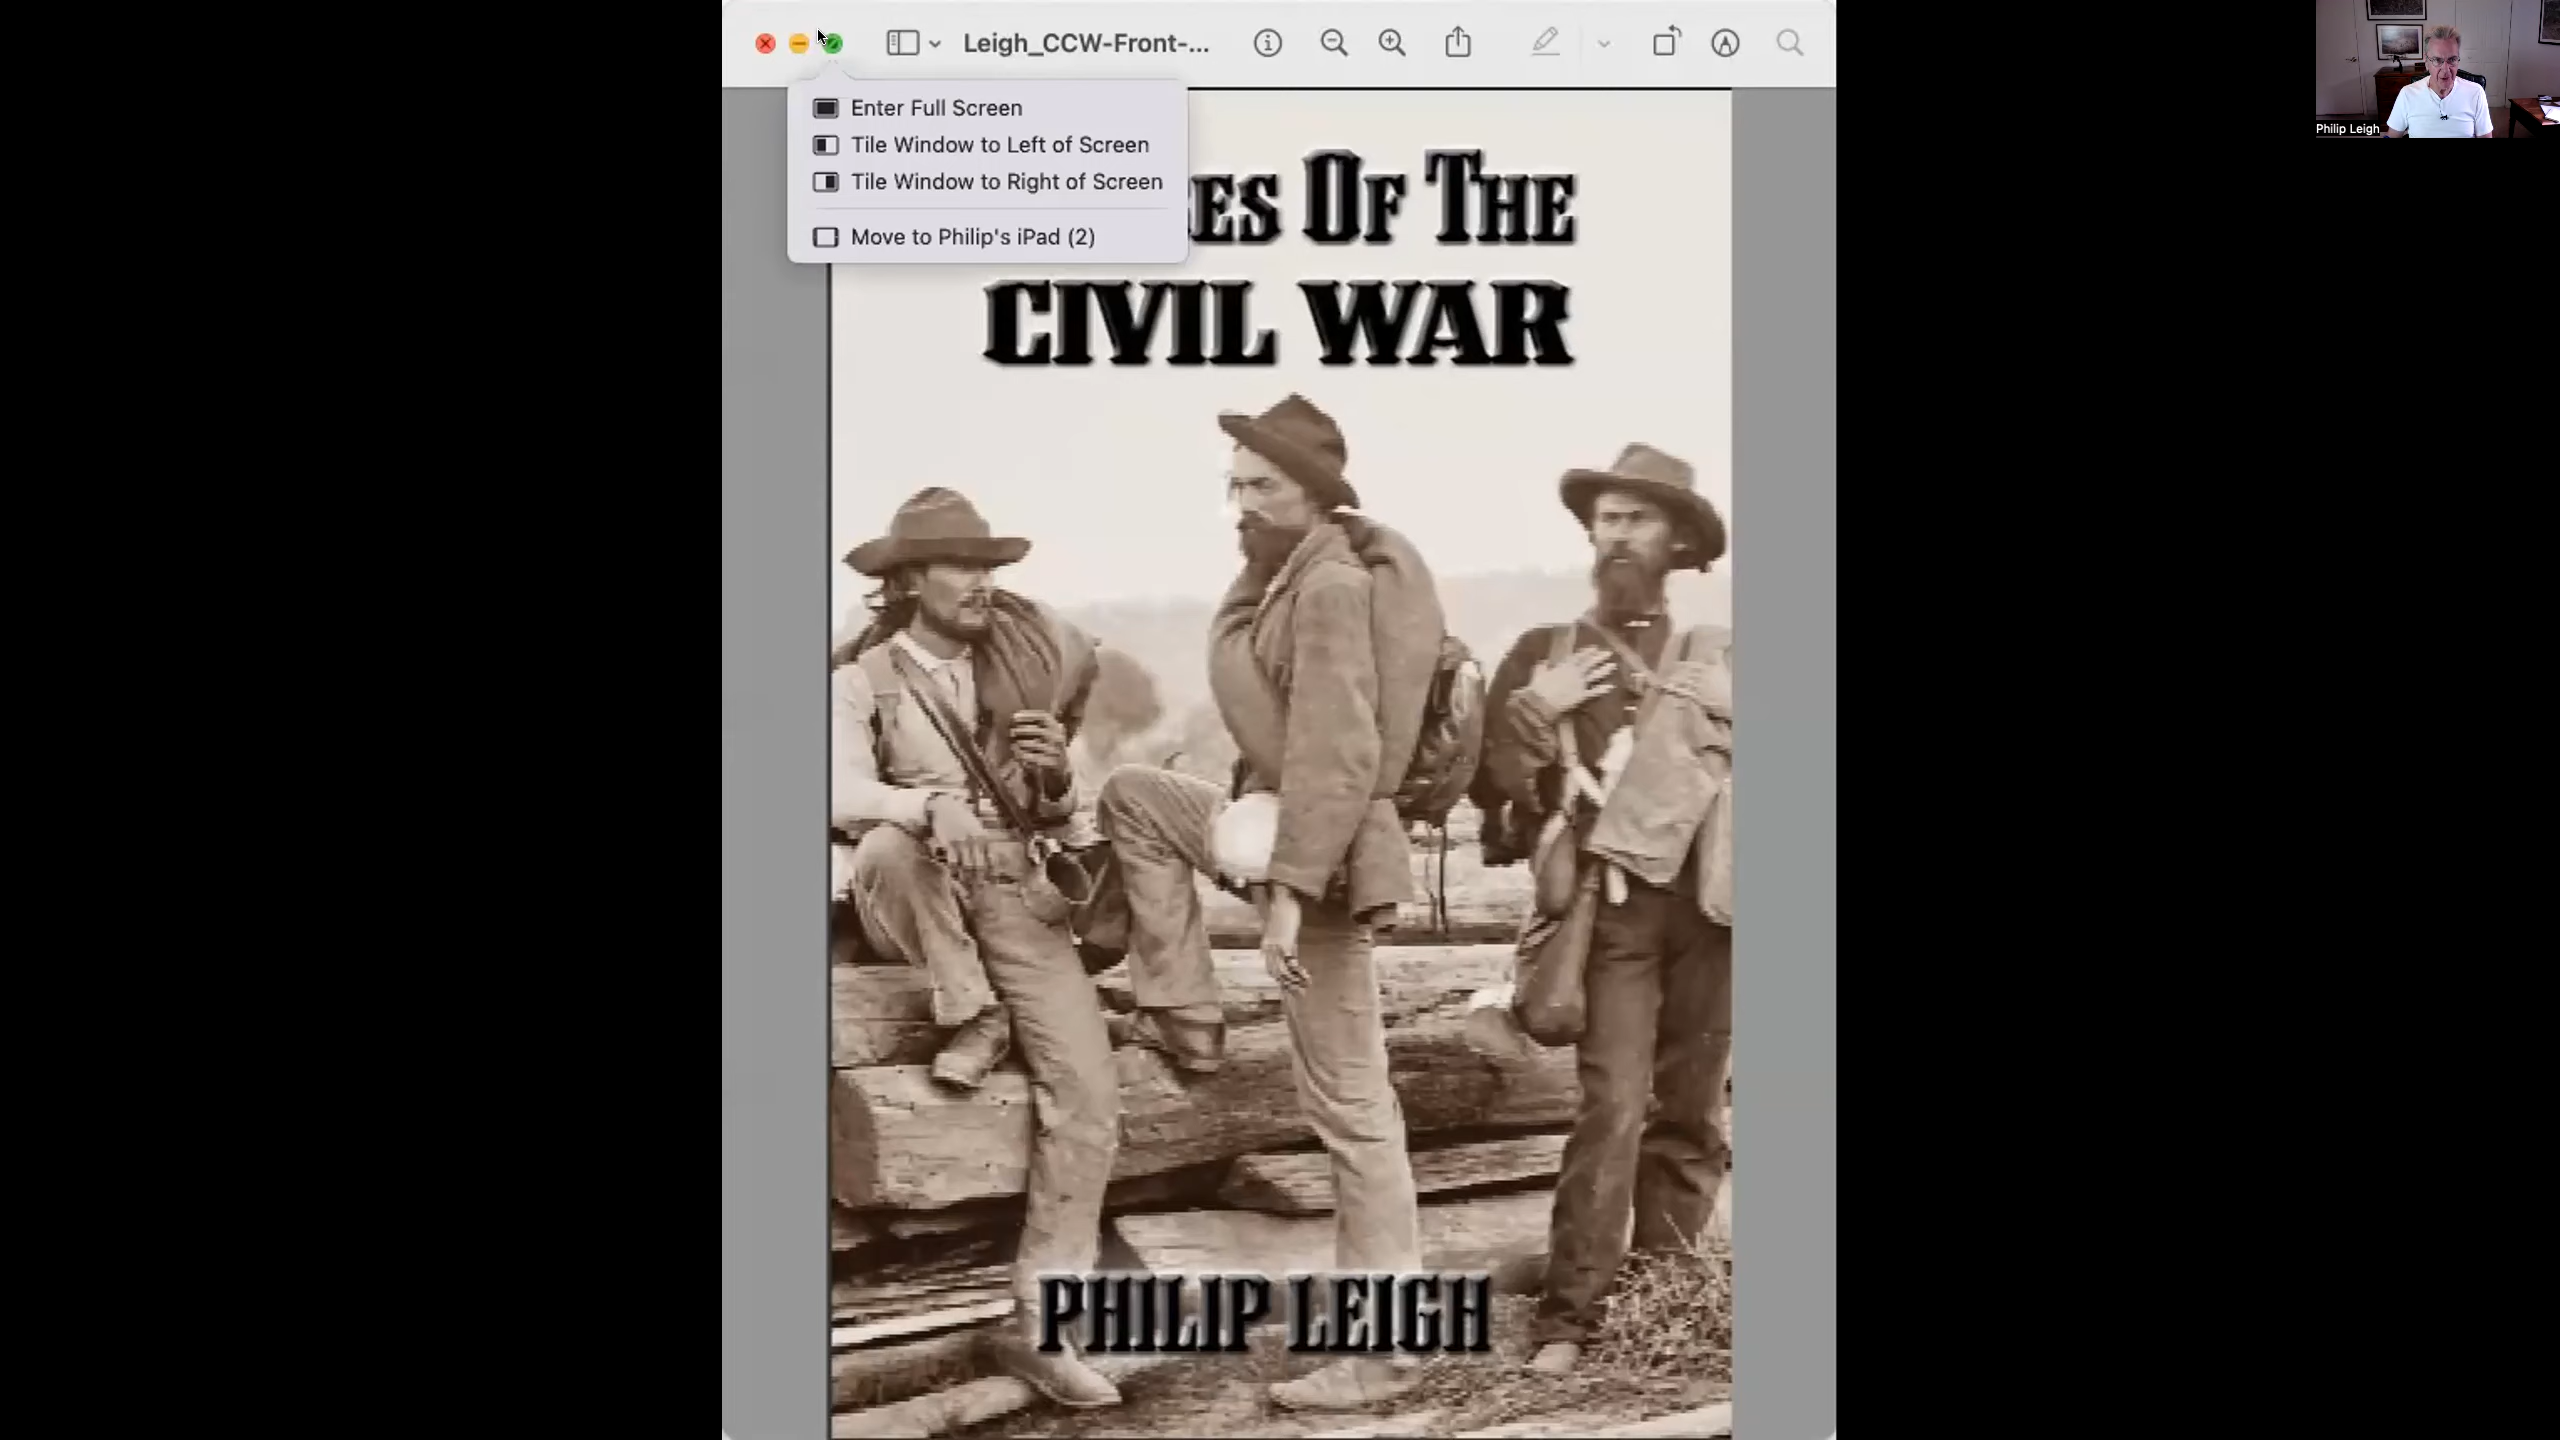 Leigh_CCW-Front-...
Enter Full Screen
Tile Window to Left of Screen
Tile Window to Right of Screen
Move to Philip's iPad (2)
ES OF THE
CIVIL WAR
PHILIP LEIGH
Philip Leigh